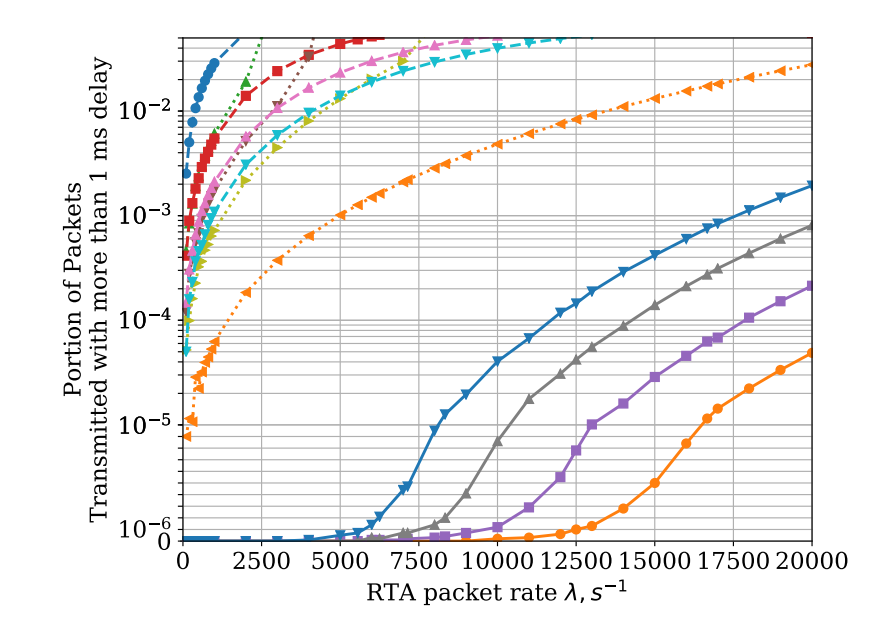 Portion of Packets
Transmitted with more than 1 ms delay
10⁻²
10⁻³
10⁻⁴
10⁻⁵
10⁻⁶
0
0 2500 5000 7500 10000 12500 15000 17500 20000
RTA packet rate λ, s⁻¹